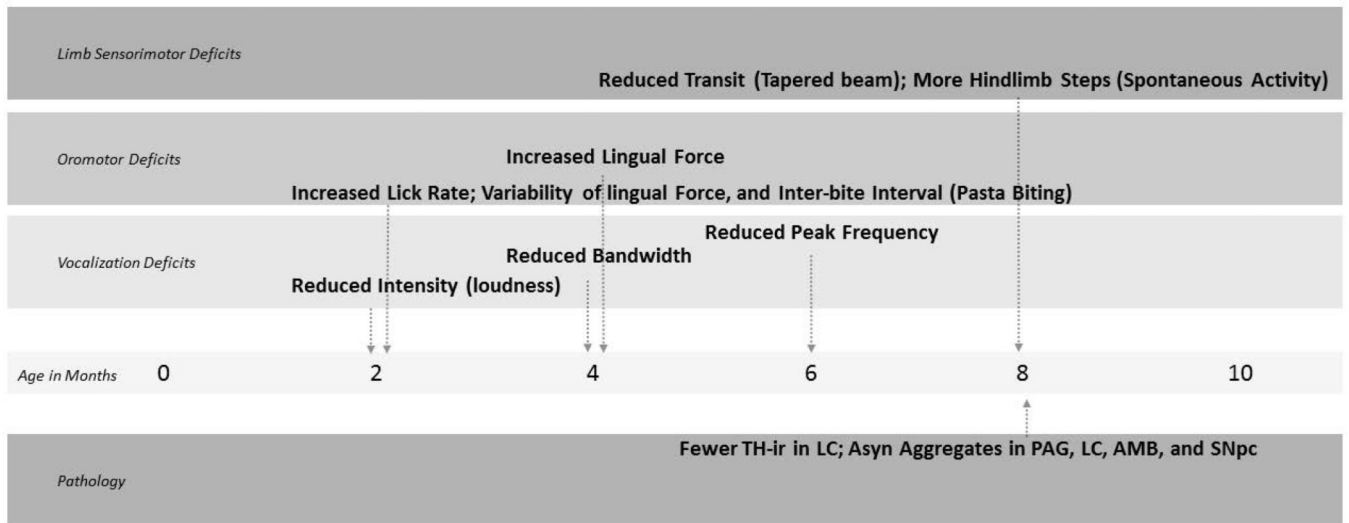 Limb Sensorimotor Deficits
Reduced Transit (Tapered beam); More Hindlimb Steps (Spontaneous Activity)
Oromotor Deficits
Increased Lingual Force
Increased Lick Rate; Variability of lingual Force, and Inter-bite Interval (Pasta Biting)
Reduced Peak Frequency
Reduced Bandwidth
Vocalization Deficits
Reduced Intensity (loudness)
Age in Months 0 2 4 6 8 10
Fewer TH-ir in LC; Asyn Aggregates in PAG, LC, AMB, and SNpc
Pathology